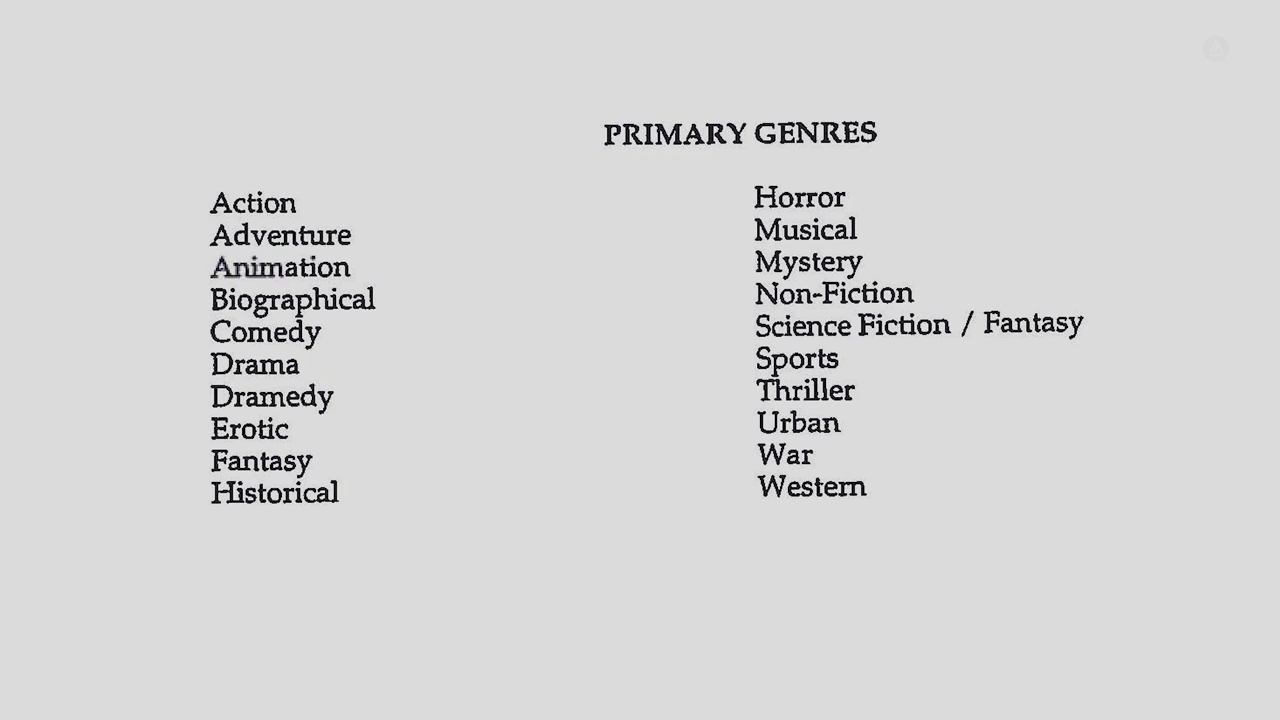 PRIMARY GENRES
Action
Adventure
Animation
Biographical
Comedy
Drama
Dramedy
Erotic
Fantasy
Historical
Horror
Musical
Mystery
Non-Fiction
Science Fiction / Fantasy
Sports
Thriller
Urban
War
Western